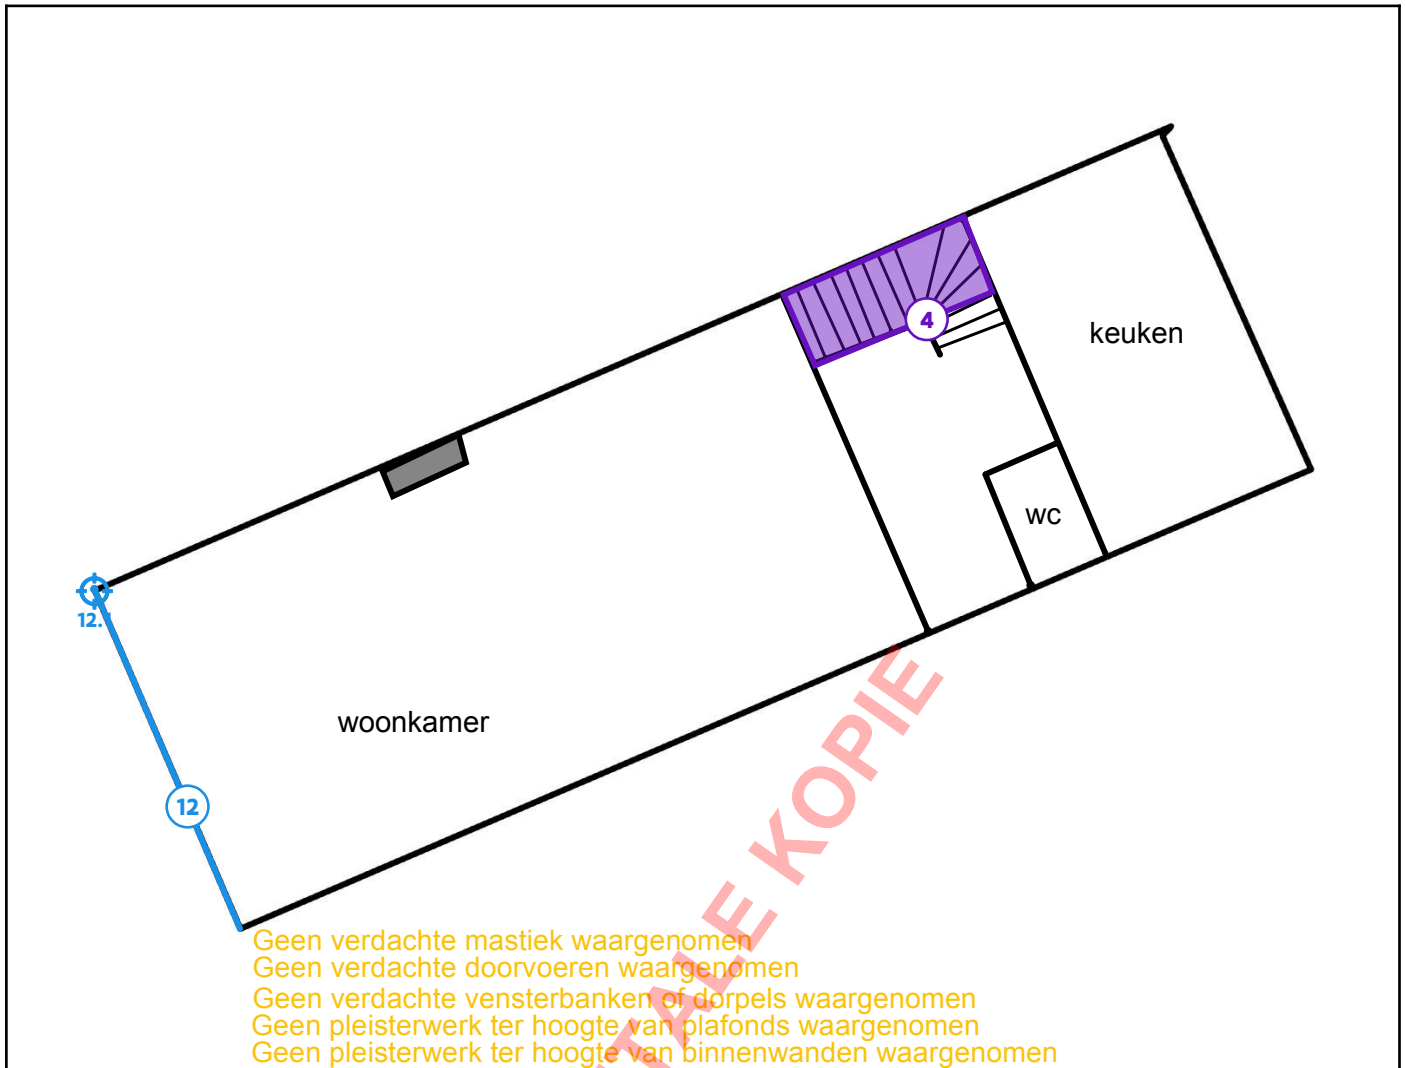 4
keuken
wc
12.
woonkamer
12
Geen verdachte mastiek waargenomen
Geen verdachte doorvoeren waargenomen
Geen verdachte vensterbanken of dorpels waargenomen
Geen pleisterwerk ter hoogte van plafonds waargenomen
Geen pleisterwerk ter hoogte van binnenwanden waargenomen
TALE KOPIE